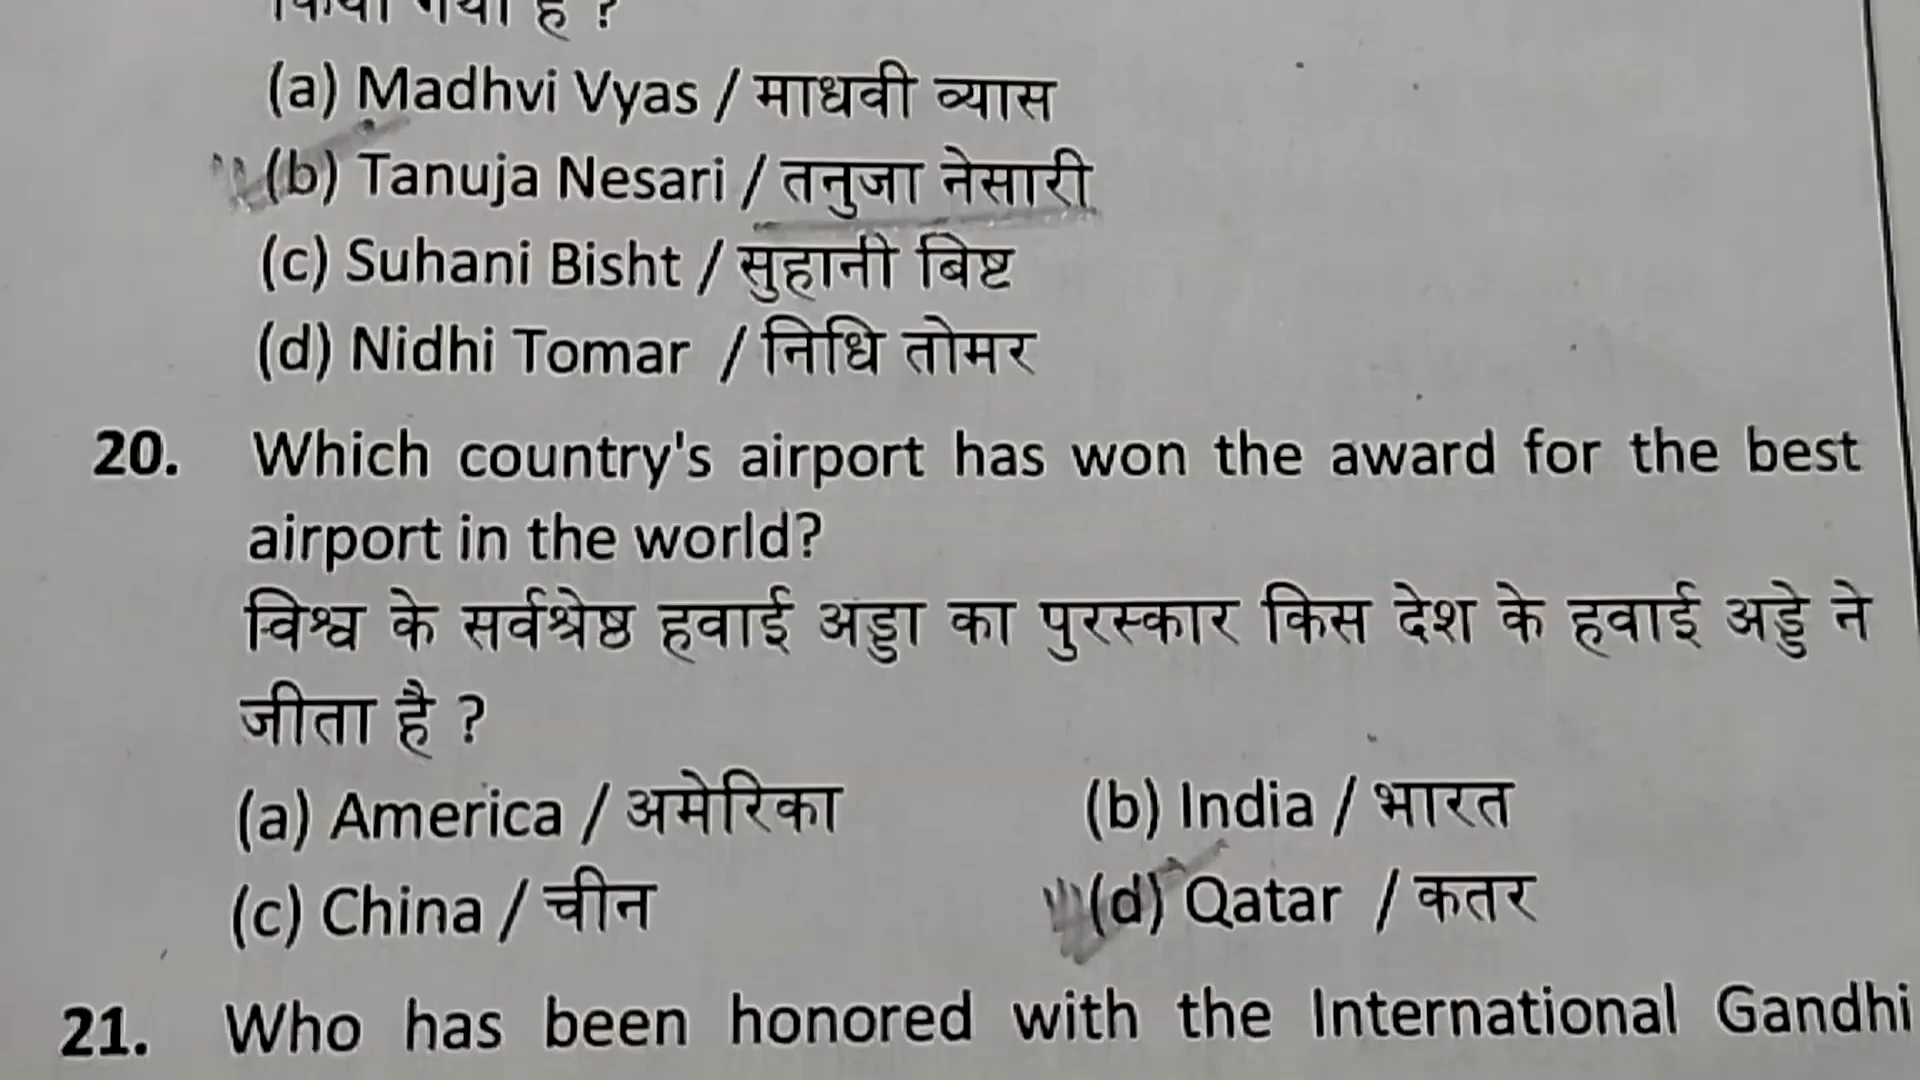 किया गया है ?
(a) Madhvi Vyas / माधवी व्यास
(b) Tanuja Nesari / तनुजा नेसारी
(c) Suhani Bisht / सुहानी बिष्ट
(d) Nidhi Tomar / निधि तोमर
20. Which country's airport has won the award for the best
airport in the world?
विश्व के सर्वश्रेष्ठ हवाई अड्डा का पुरस्कार किस देश के हवाई अड्डे ने
जीता है ?
(a) America / अमेरिका (b) India / भारत
(c) China / चीन (d) Qatar / कतर
21. Who has been honored with the International Gandhi